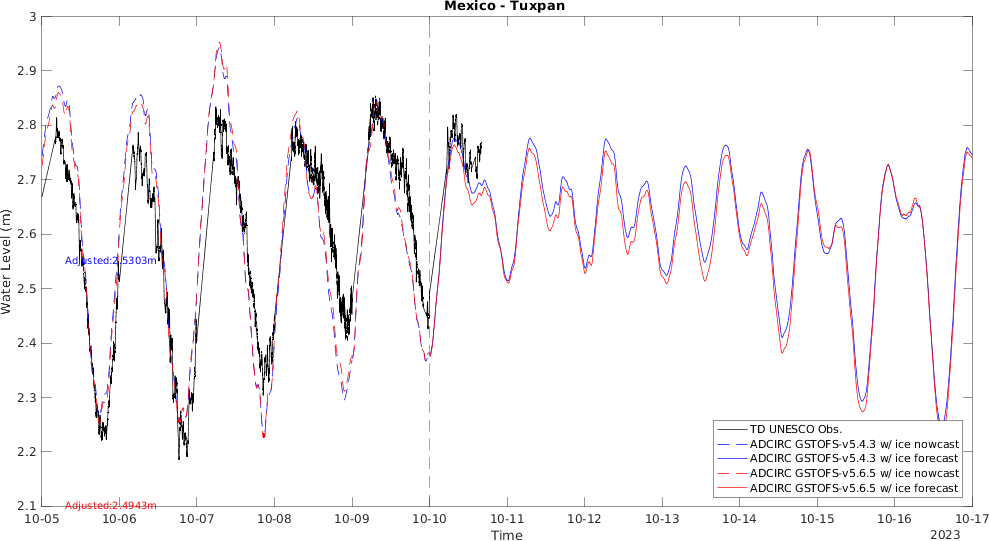 Mexico - Tuxpan
Water Level (m)
3
2.9
2.8
2.7
2.6
2.5
2.4
2.3
2.2
2.1
Adjusted:2.5303m
Adjusted:2.4943m
TD UNESCO Obs.
ADCIRC GSTOFS-v5.4.3 w/ ice nowcast
ADCIRC GSTOFS-v5.4.3 w/ ice forecast
ADCIRC GSTOFS-v5.6.5 w/ ice nowcast
ADCIRC GSTOFS-v5.6.5 w/ ice forecast
10-05 10-06 10-07 10-08 10-09 10-10 10-11 10-12 10-13 10-14 10-15 10-16 10-17
Time
2023